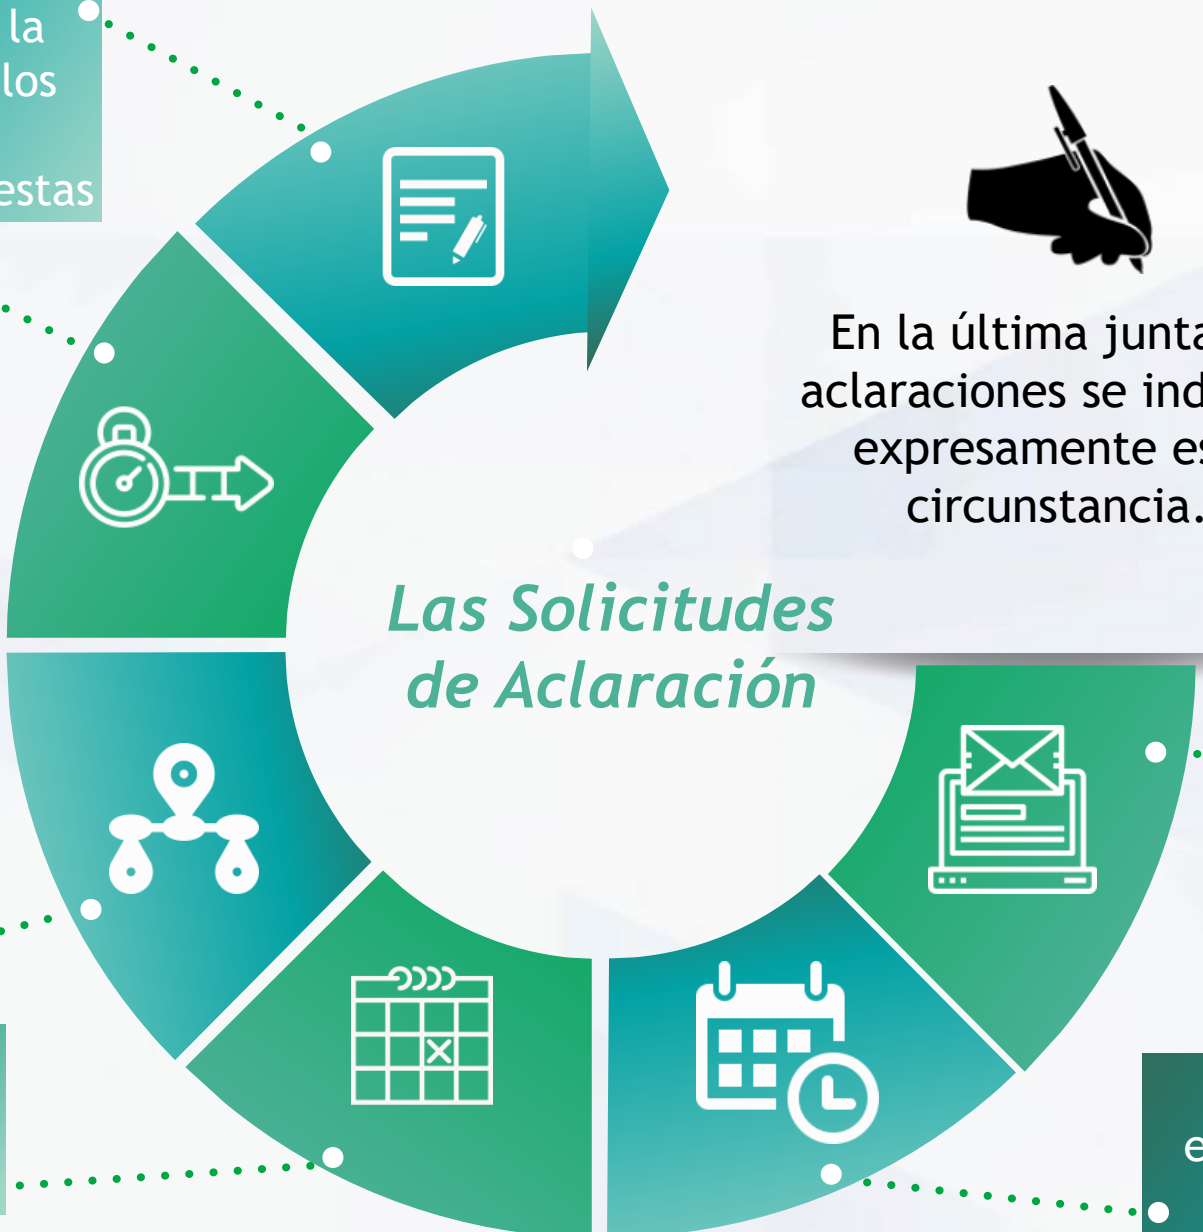 la
los
estas
En la última junta
aclaraciones se ind
expresamente es
circunstancia.
Las Solicitudes
de Aclaración
e